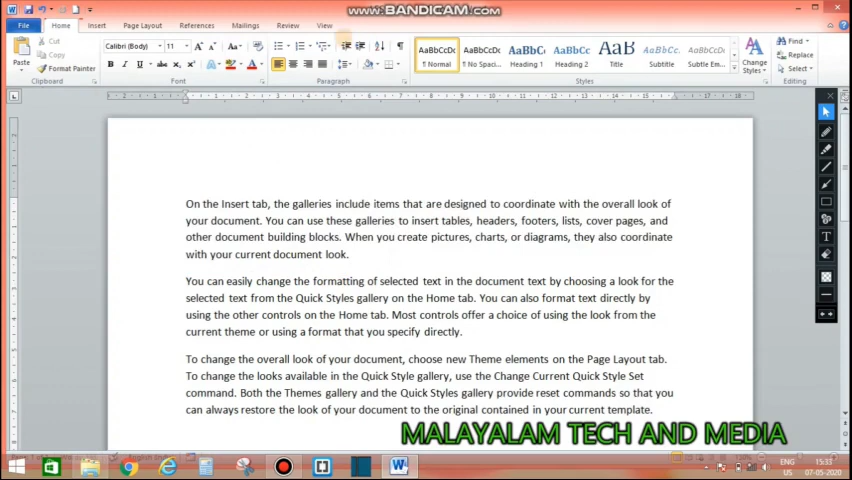 www.BANDICAM.com
File Home Insert Page Layout References Mailings Review View
Paste
Cut
Copy
Format Painter
Clipboard
Calibri (Body) 11
Font
Paragraph
AaBbCcDc AaBbCcDc AaBbC AaBbCc AaB AaBbCc. AaBbCcDc
¶ Normal ¶ No Spaci... Heading 1 Heading 2 Title Subtitle Subtle Em...
Change
Styles
Styles
Find
Replace
Select
Editing
On the Insert tab, the galleries include items that are designed to coordinate with the overall look of
your document. You can use these galleries to insert tables, headers, footers, lists, cover pages, and
other document building blocks. When you create pictures, charts, or diagrams, they also coordinate
with your current document look.
You can easily change the formatting of selected text in the document text by choosing a look for the
selected text from the Quick Styles gallery on the Home tab. You can also format text directly by
using the other controls on the Home tab. Most controls offer a choice of using the look from the
current theme or using a format that you specify directly.
To change the overall look of your document, choose new Theme elements on the Page Layout tab.
To change the looks available in the Quick Style gallery, use the Change Current Quick Style Set
command. Both the Themes gallery and the Quick Styles gallery provide reset commands so that you
can always restore the look of your document to the original contained in your current template.
MALAYALAM TECH AND MEDIA
ENG 15:33
US 07-05-2020